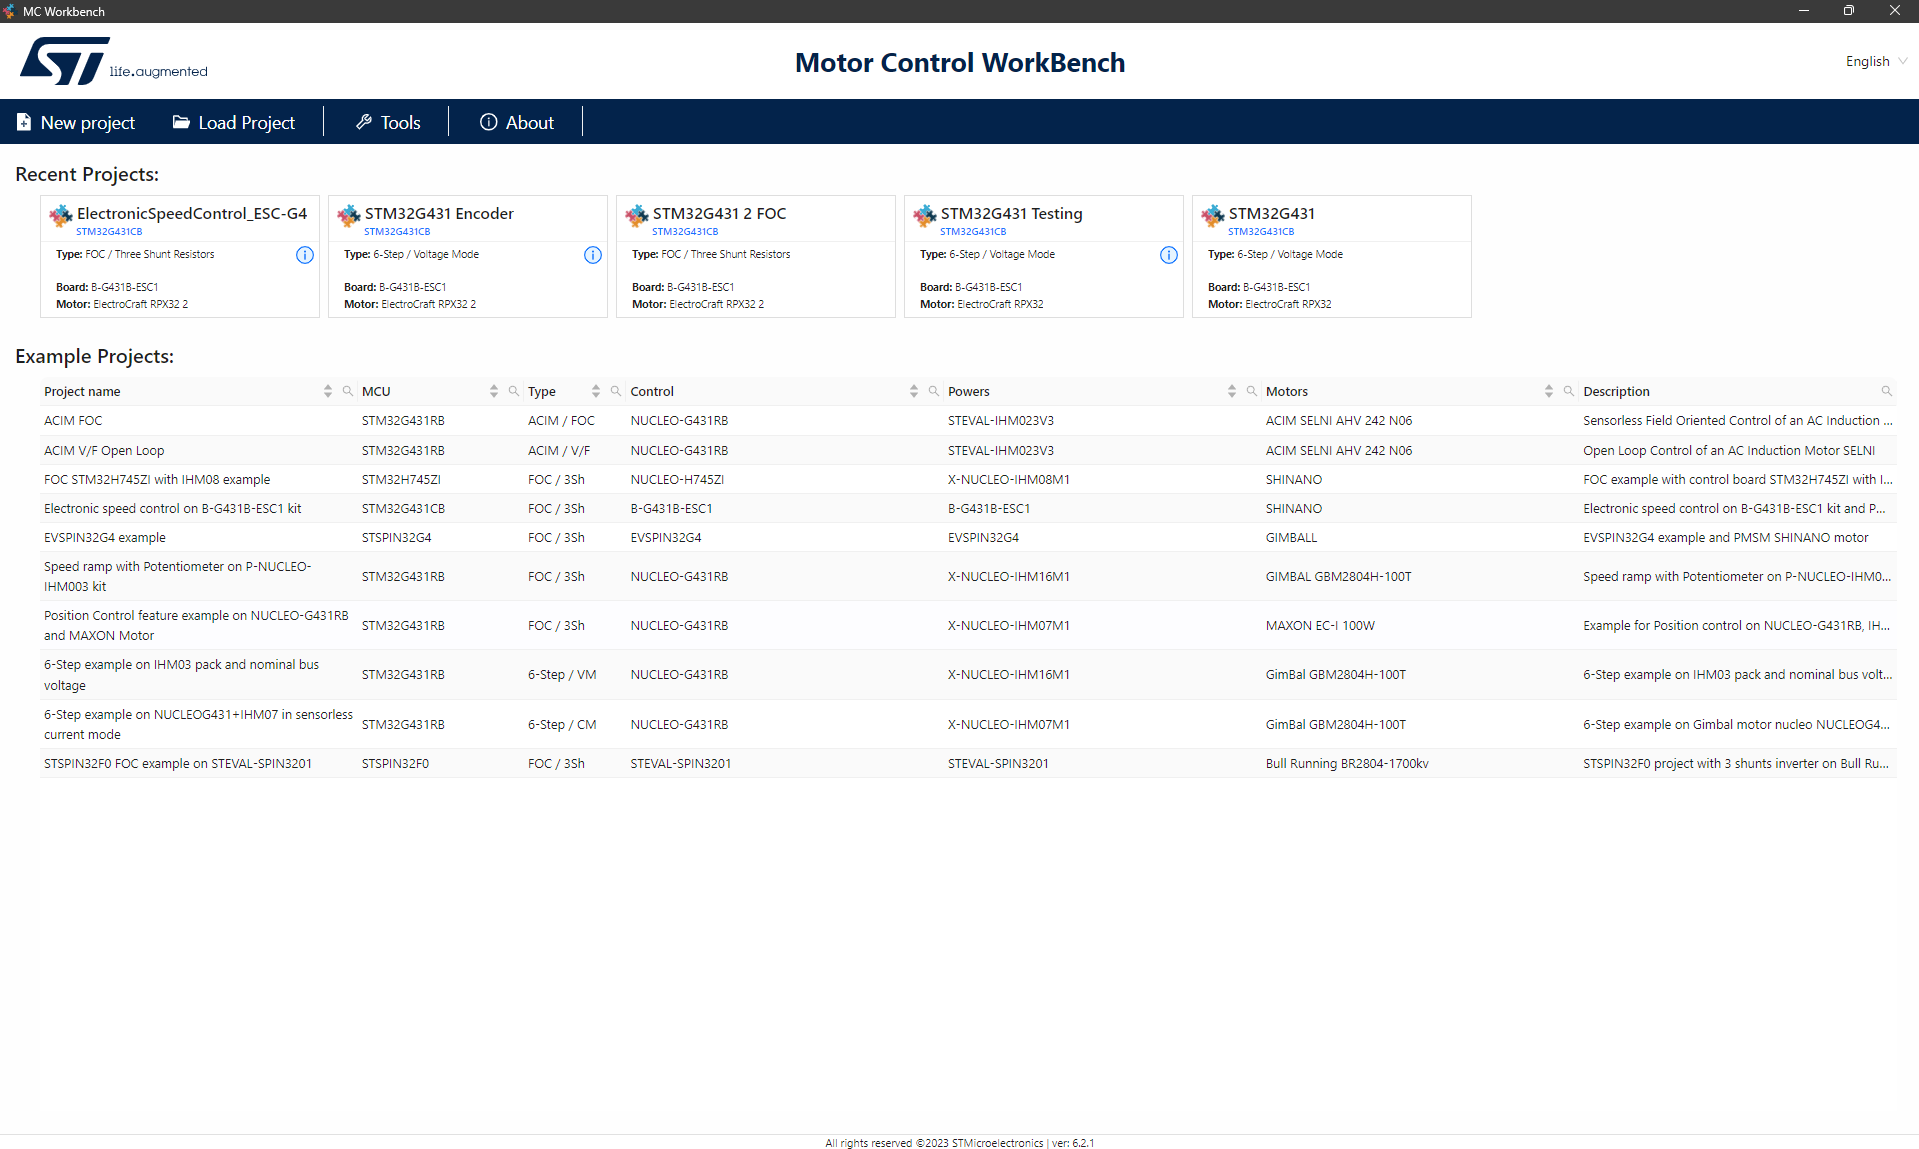 MC Workbench
ST life.augmented
Motor Control WorkBench
English
New project
Load Project
Tools
About
Recent Projects:
ElectronicSpeedControl_ESC-G4
STM32G431CB
Type: FOC / Three Shunt Resistors
Board: B-G431B-ESC1
Motor: ElectroCraft RPX32 2
STM32G431 Encoder
STM32G431CB
Type: 6-Step / Voltage Mode
Board: B-G431B-ESC1
Motor: ElectroCraft RPX32 2
STM32G431 2 FOC
STM32G431CB
Type: FOC / Three Shunt Resistors
Board: B-G431B-ESC1
Motor: ElectroCraft RPX32 2
STM32G431 Testing
STM32G431CB
Type: 6-Step / Voltage Mode
Board: B-G431B-ESC1
Motor: ElectroCraft RPX32
STM32G431
STM32G431CB
Type: 6-Step / Voltage Mode
Board: B-G431B-ESC1
Motor: ElectroCraft RPX32
Example Projects:
Project name MCU Type Control Powers Motors Description
ACIM FOC STM32G431RB ACIM / FOC NUCLEO-G431RB STEVAL-IHM023V3 ACIM SELNI AHV 242 N06 Sensorless Field Oriented Control of an AC Induction ...
ACIM V/F Open Loop STM32G431RB ACIM / V/F NUCLEO-G431RB STEVAL-IHM023V3 ACIM SELNI AHV 242 N06 Open Loop Control of an AC Induction Motor SELNI
FOC STM32H745ZI with IHM08 example STM32H745ZI FOC / 3Sh NUCLEO-H745ZI X-NUCLEO-IHM08M1 SHINANO FOC example with control board STM32H745ZI with I...
Electronic speed control on B-G431B-ESC1 kit STM32G431CB FOC / 3Sh B-G431B-ESC1 B-G431B-ESC1 SHINANO Electronic speed control on B-G431B-ESC1 kit and P...
EVSPIN32G4 example STSPIN32G4 FOC / 3Sh EVSPIN32G4 EVSPIN32G4 GIMBALL EVSPIN32G4 example and PMSM SHINANO motor
Speed ramp with Potentiometer on P-NUCLEO-
IHM003 kit STM32G431RB FOC / 3Sh NUCLEO-G431RB X-NUCLEO-IHM16M1 GIMBAL GBM2804H-100T Speed ramp with Potentiometer on P-NUCLEO-IHM0...
Position Control feature example on NUCLEO-G431RB
and MAXON Motor STM32G431RB FOC / 3Sh NUCLEO-G431RB X-NUCLEO-IHM07M1 MAXON EC-I 100W Example for Position control on NUCLEO-G431RB, IH...
6-Step example on IHM03 pack and nominal bus
voltage STM32G431RB 6-Step / VM NUCLEO-G431RB X-NUCLEO-IHM16M1 GimBal GBM2804H-100T 6-Step example on IHM03 pack and nominal bus volt...
6-Step example on NUCLEOG431+IHM07 in sensorless
current mode STM32G431RB 6-Step / CM NUCLEO-G431RB X-NUCLEO-IHM07M1 GimBal GBM2804H-100T 6-Step example on Gimbal motor nucleo NUCLEOG4...
STSPIN32F0 FOC example on STEVAL-SPIN3201 STSPIN32F0 FOC / 3Sh STEVAL-SPIN3201 STEVAL-SPIN3201 Bull Running BR2804-1700kv STSPIN32F0 project with 3 shunts inverter on Bull Ru...
All rights reserved ©2023 STMicroelectronics | ver: 6.2.1